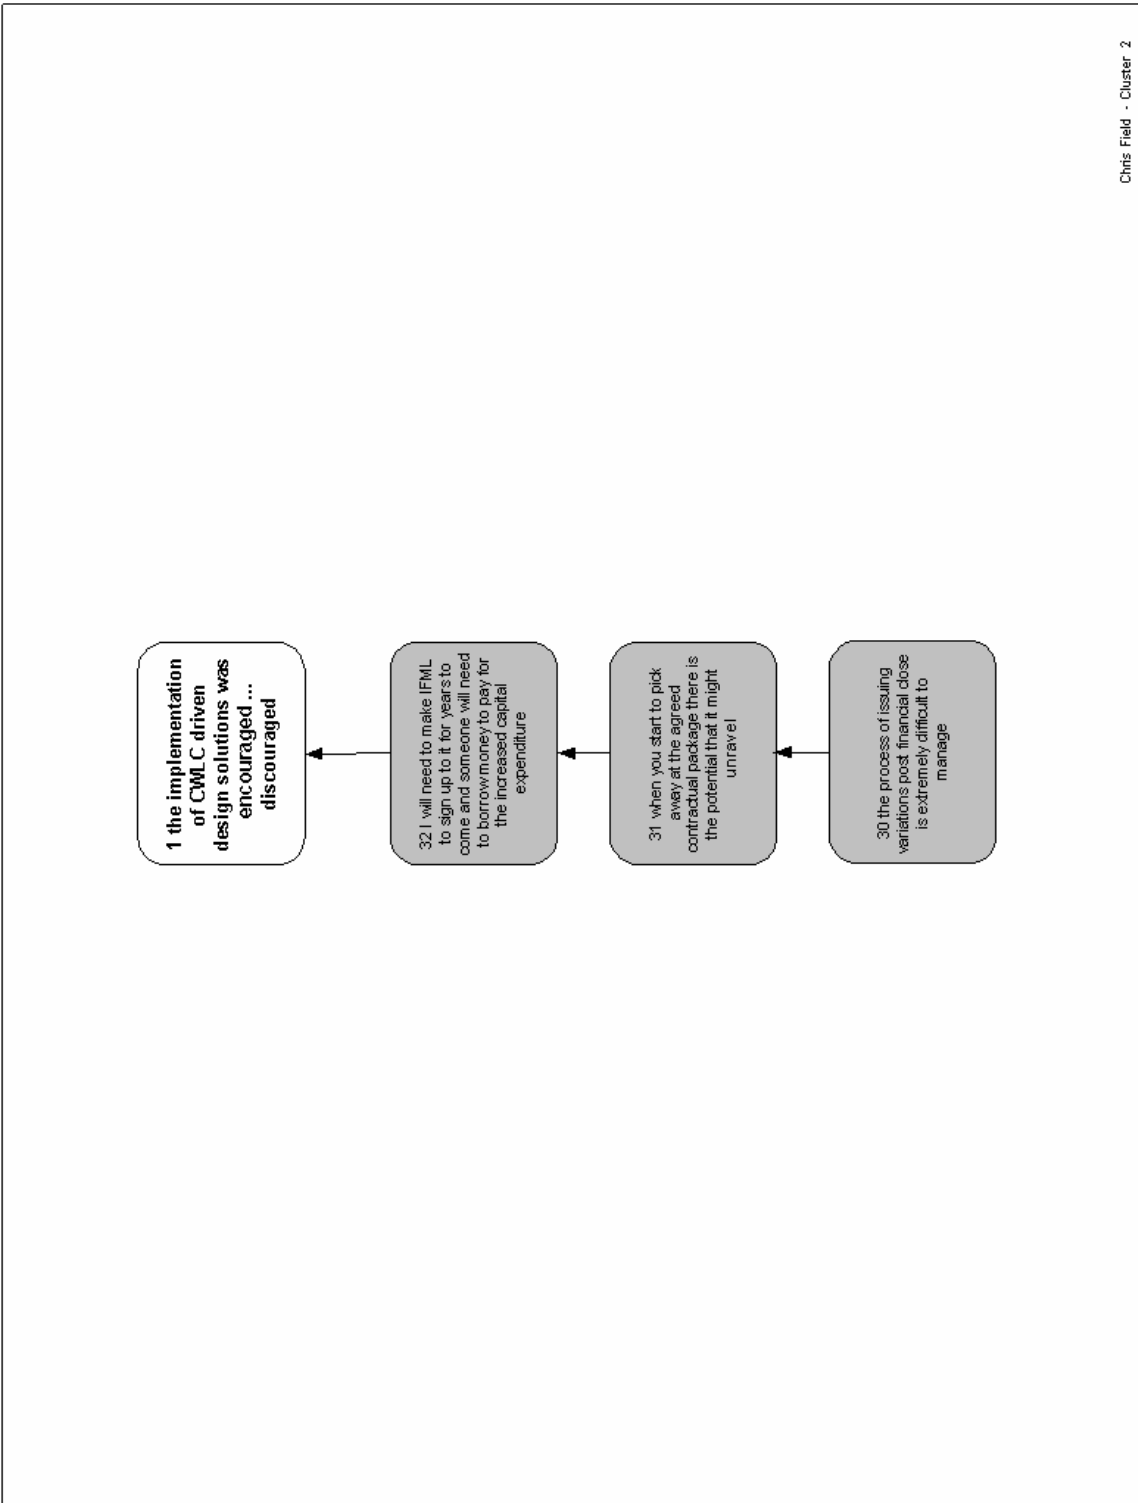 1 the implementation
of CWLC driven
design solutions was
encouraged ...
discouraged
32 I will need to make IFML
to sign up to it for years to
come and someone will need
to borrow money to pay for
the increased capital
expenditure
31 when you start to pick
away at the agreed
contractual package there is
the potential that it might
unravel
30 the process of issuing
variations post financial close
is extremely difficult to
manage
Chris Field - Cluster 2